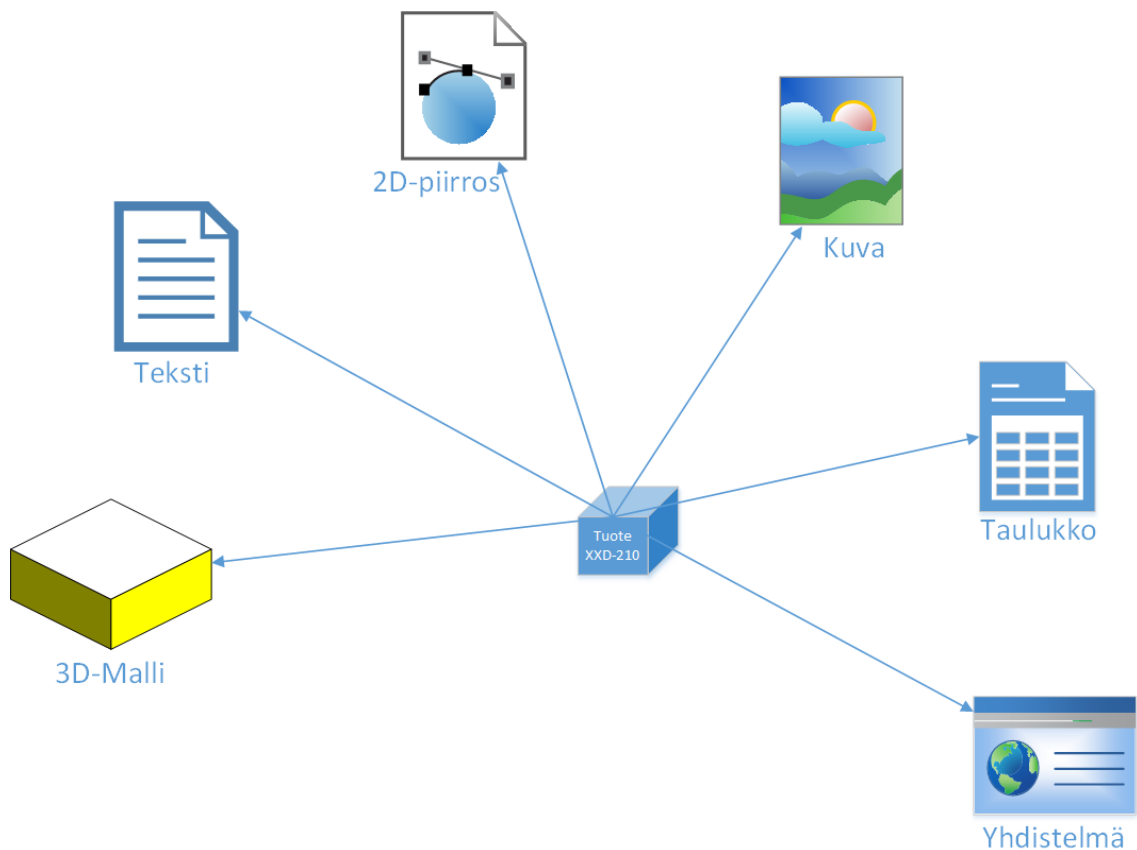 2D-piirros
Kuva
Teksti
Taulukko
Tuote
XXD-210
3D-Malli
Yhdistelmä